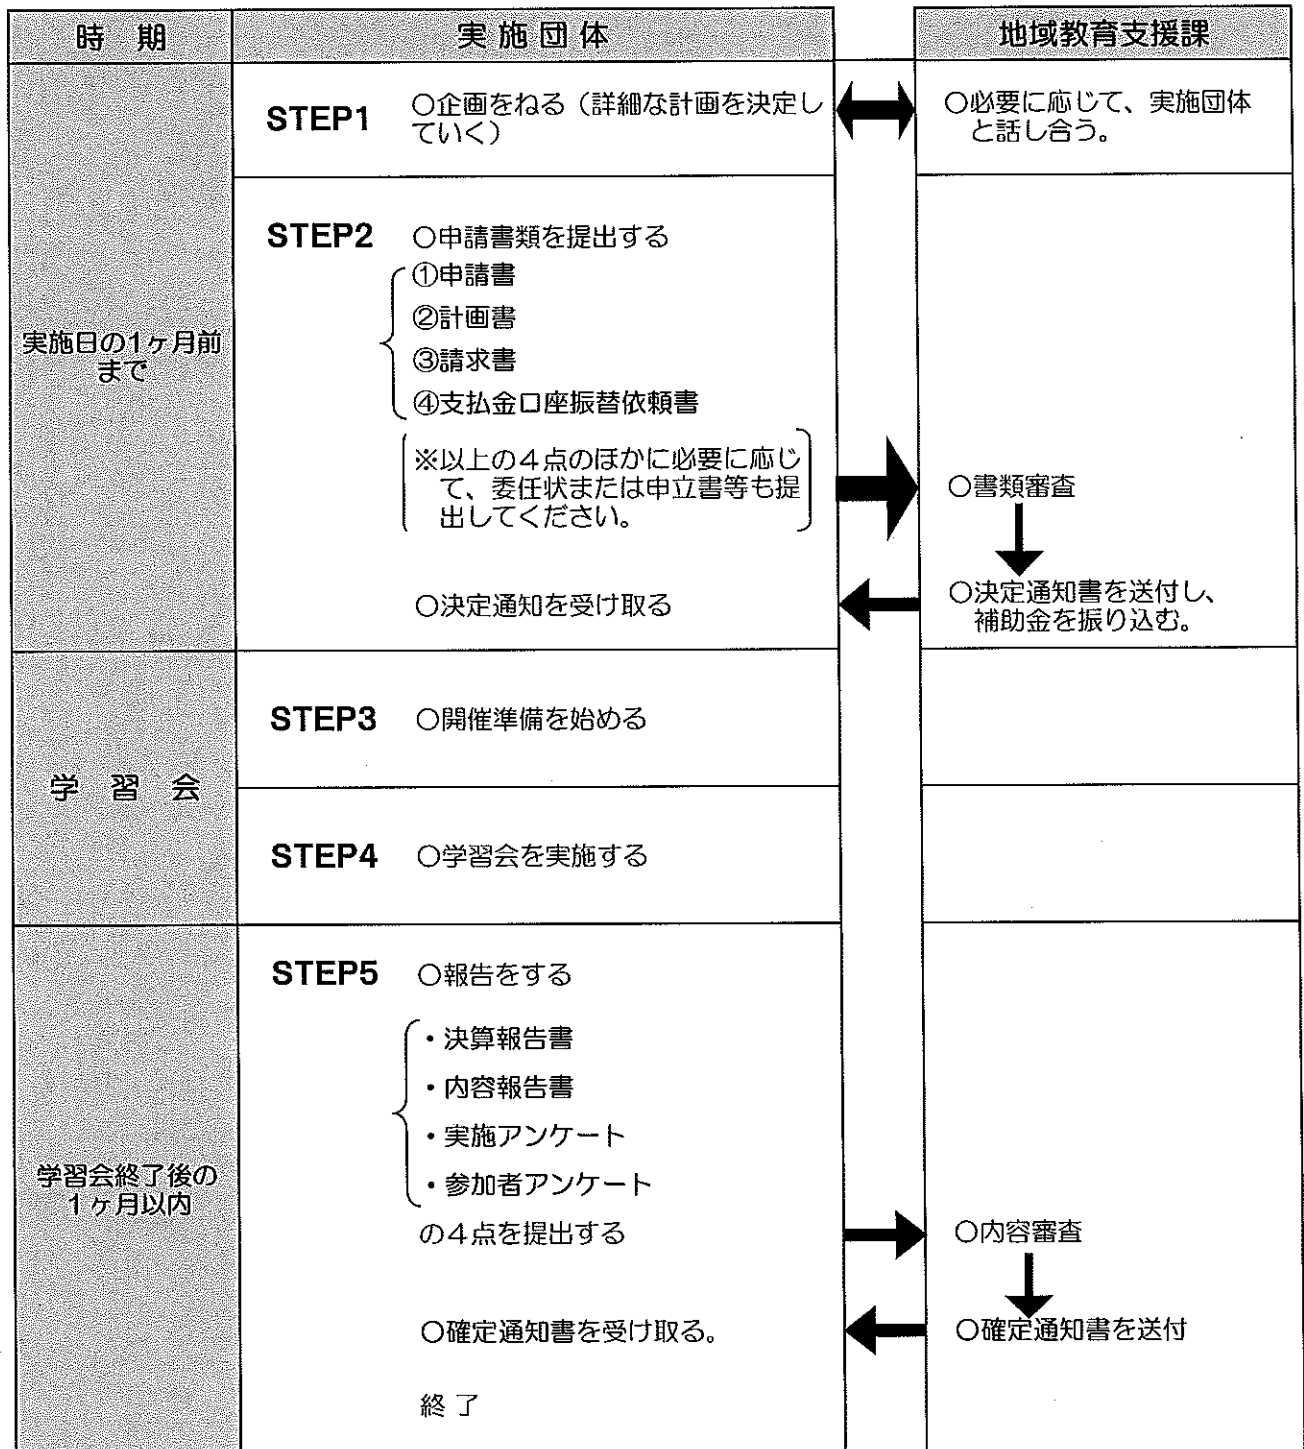 時 期
実 施 団 体
地域教育支援課
STEP1 ○企画をねる(詳細な計画を決定し
ていく)
○必要に応じて、実施団体
と話し合う。
実施日の1ヶ月前
まで
STEP2 ○申請書類を提出する
①申請書
②計画書
③請求書
④支払金口座振替依頼書
※以上の4点のほかに必要に応じ
て、委任状または申立書等も提
出してください。
○書類審査
○決定通知を受け取る
○決定通知書を送付し、
補助金を振り込む。
学 習 会
STEP3 ○開催準備を始める
STEP4 ○学習会を実施する
学習会終了後の
1ヶ月以内
STEP5 ○報告をする
・決算報告書
・内容報告書
・実施アンケート
・参加者アンケート
の4点を提出する
○内容審査
○確定通知書を受け取る。
○確定通知書を送付
終 了